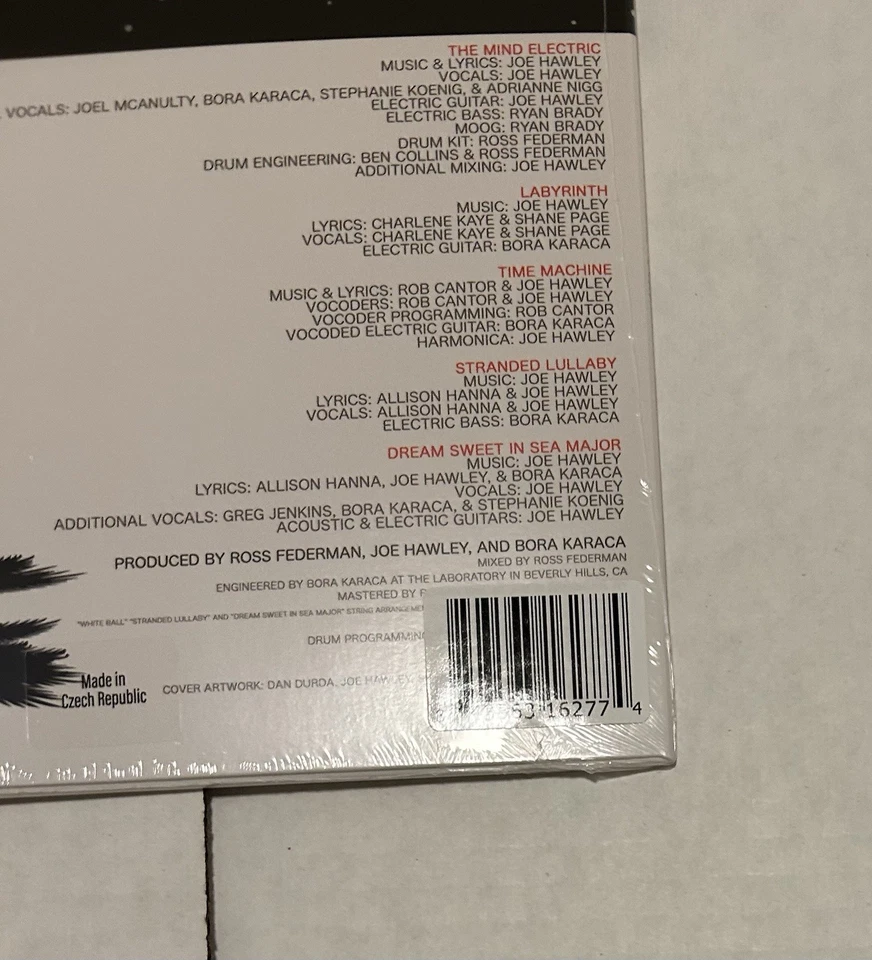 THE MIND ELECTRIC
MUSIC & LYRICS: JOE HAWLEY
VOCALS: JOE HAWLEY
VOCALS: JOEL MCANULTY, BORA KARACA, STEPHANIE KOENIG, & ADRIANNE NIGG
ELECTRIC GUITAR: JOE HAWLEY
ELECTRIC BASS: RYAN BRADY
MOOG: RYAN BRADY
DRUM KIT: ROSS FEDERMAN
DRUM ENGINEERING: BEN COLLINS & ROSS FEDERMAN
ADDITIONAL MIXING: JOE HAWLEY
LABYRINTH
MUSIC: JOE HAWLEY
LYRICS: CHARLENE KAYE & SHANE PAGE
VOCALS: CHARLENE KAYE & SHANE PAGE
ELECTRIC GUITAR: BORA KARACA
TIME MACHINE
MUSIC & LYRICS: ROB CANTOR & JOE HAWLEY
VOCODERS: ROB CANTOR & JOE HAWLEY
VOCODER PROGRAMMING: ROB CANTOR
VOCODED ELECTRIC GUITAR: BORA KARACA
HARMONICA: JOE HAWLEY
STRANDED LULLABY
MUSIC: JOE HAWLEY
LYRICS: ALLISON HANNA & JOE HAWLEY
VOCALS: ALLISON HANNA & JOE HAWLEY
ELECTRIC BASS: BORA KARACA
DREAM SWEET IN SEA MAJOR
MUSIC: JOE HAWLEY
LYRICS: ALLISON HANNA, JOE HAWLEY, & BORA KARACA
VOCALS: JOE HAWLEY
ADDITIONAL VOCALS: GREG JENKINS, BORA KARACA, & STEPHANIE KOENIG
ACOUSTIC & ELECTRIC GUITARS: JOE HAWLEY
PRODUCED BY ROSS FEDERMAN, JOE HAWLEY, AND BORA KARACA
MIXED BY ROSS FEDERMAN
ENGINEERED BY BORA KARACA AT THE LABORATORY IN BEVERLY HILLS, CA
MASTERED BY
"WHITE BALL" "STRANDED LULLABY" AND "DREAM SWEET IN SEA MAJOR" STRING
DRUM
COVER ARTWORK: DAN DURDA, JOE HAWLEY,
Made in
Czech Republic
16277 4